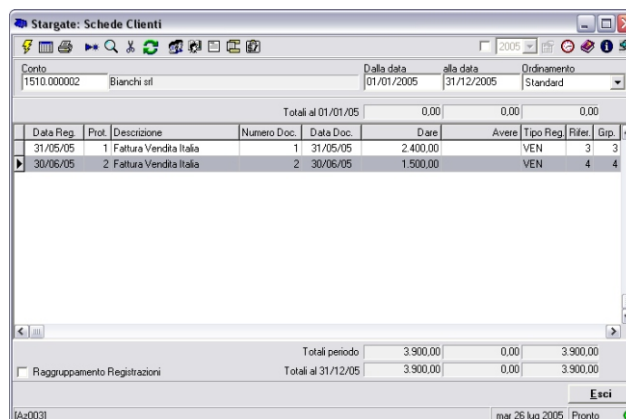 Stargate: Schede Clienti
2005
Conto Dalla data alla data Ordinamento
1510.000002 Bianchi srl 01/01/2005 31/12/2005 Standard
Totali al 01/01/05 0,00 0,00 0,00
Data Reg. Prot. Descrizione Numero Doc. Data Doc. Dare Avere Tipo Reg. Rifer. Grp.
31/05/05 1 Fattura Vendita Italia 1 31/05/05 2.400,00 VEN 3 3
30/06/05 2 Fattura Vendita Italia 2 30/06/05 1.500,00 VEN 4 4
Totali periodo 3.900,00 0,00 3.900,00
Raggruppamento Registrazioni Totali al 31/12/05 3.900,00 0,00 3.900,00
Esci
[Az003] mar 26 lug 2005 Pronto